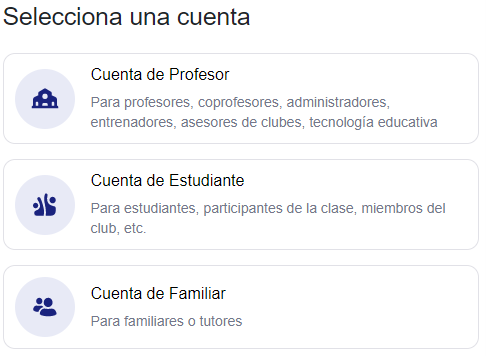 Selecciona una cuenta
Cuenta de Profesor
Para profesores, coprofesores, administradores,
entrenadores, asesores de clubes, tecnología educativa
Cuenta de Estudiante
Para estudiantes, participantes de la clase, miembros del
club, etc.
Cuenta de Familiar
Para familiares o tutores